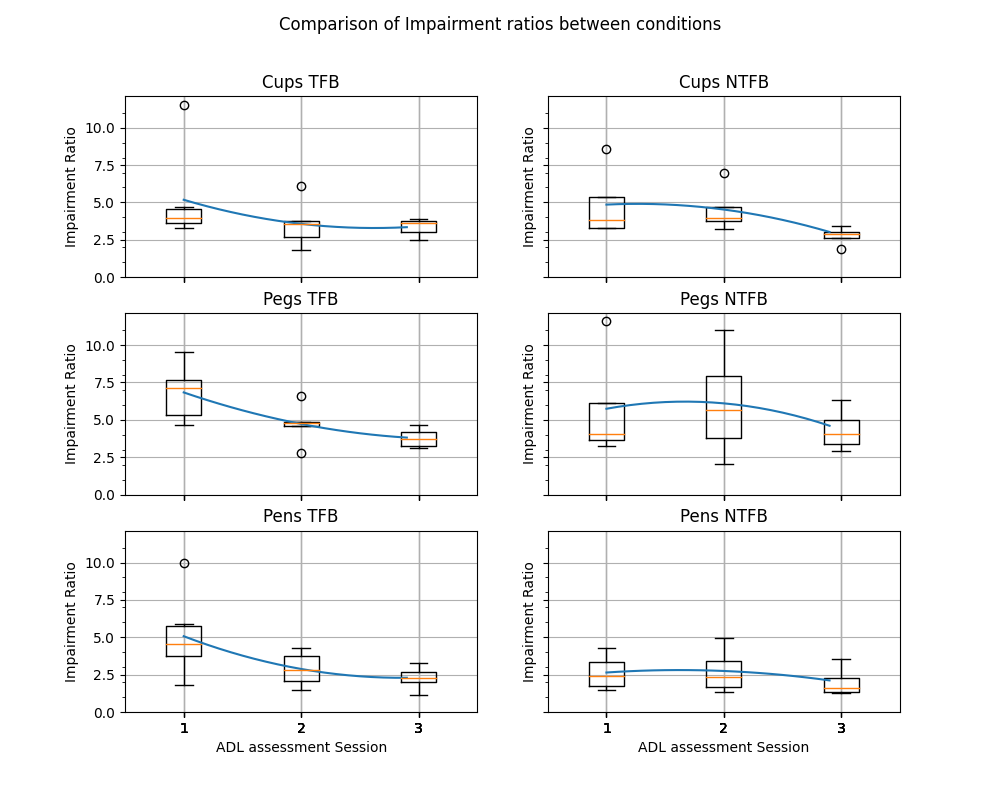 Comparison of Impairment ratios between conditions
Cups TFB
Cups NTFB
Impairment Ratio
10.0
7.5
5.0
2.5
0.0
Impairment Ratio
Pegs TFB
Pegs NTFB
Impairment Ratio
10.0
7.5
5.0
2.5
0.0
Impairment Ratio
Pens TFB
Pens NTFB
Impairment Ratio
10.0
7.5
5.0
2.5
0.0
Impairment Ratio
1 2 3
1 2 3
ADL assessment Session
ADL assessment Session